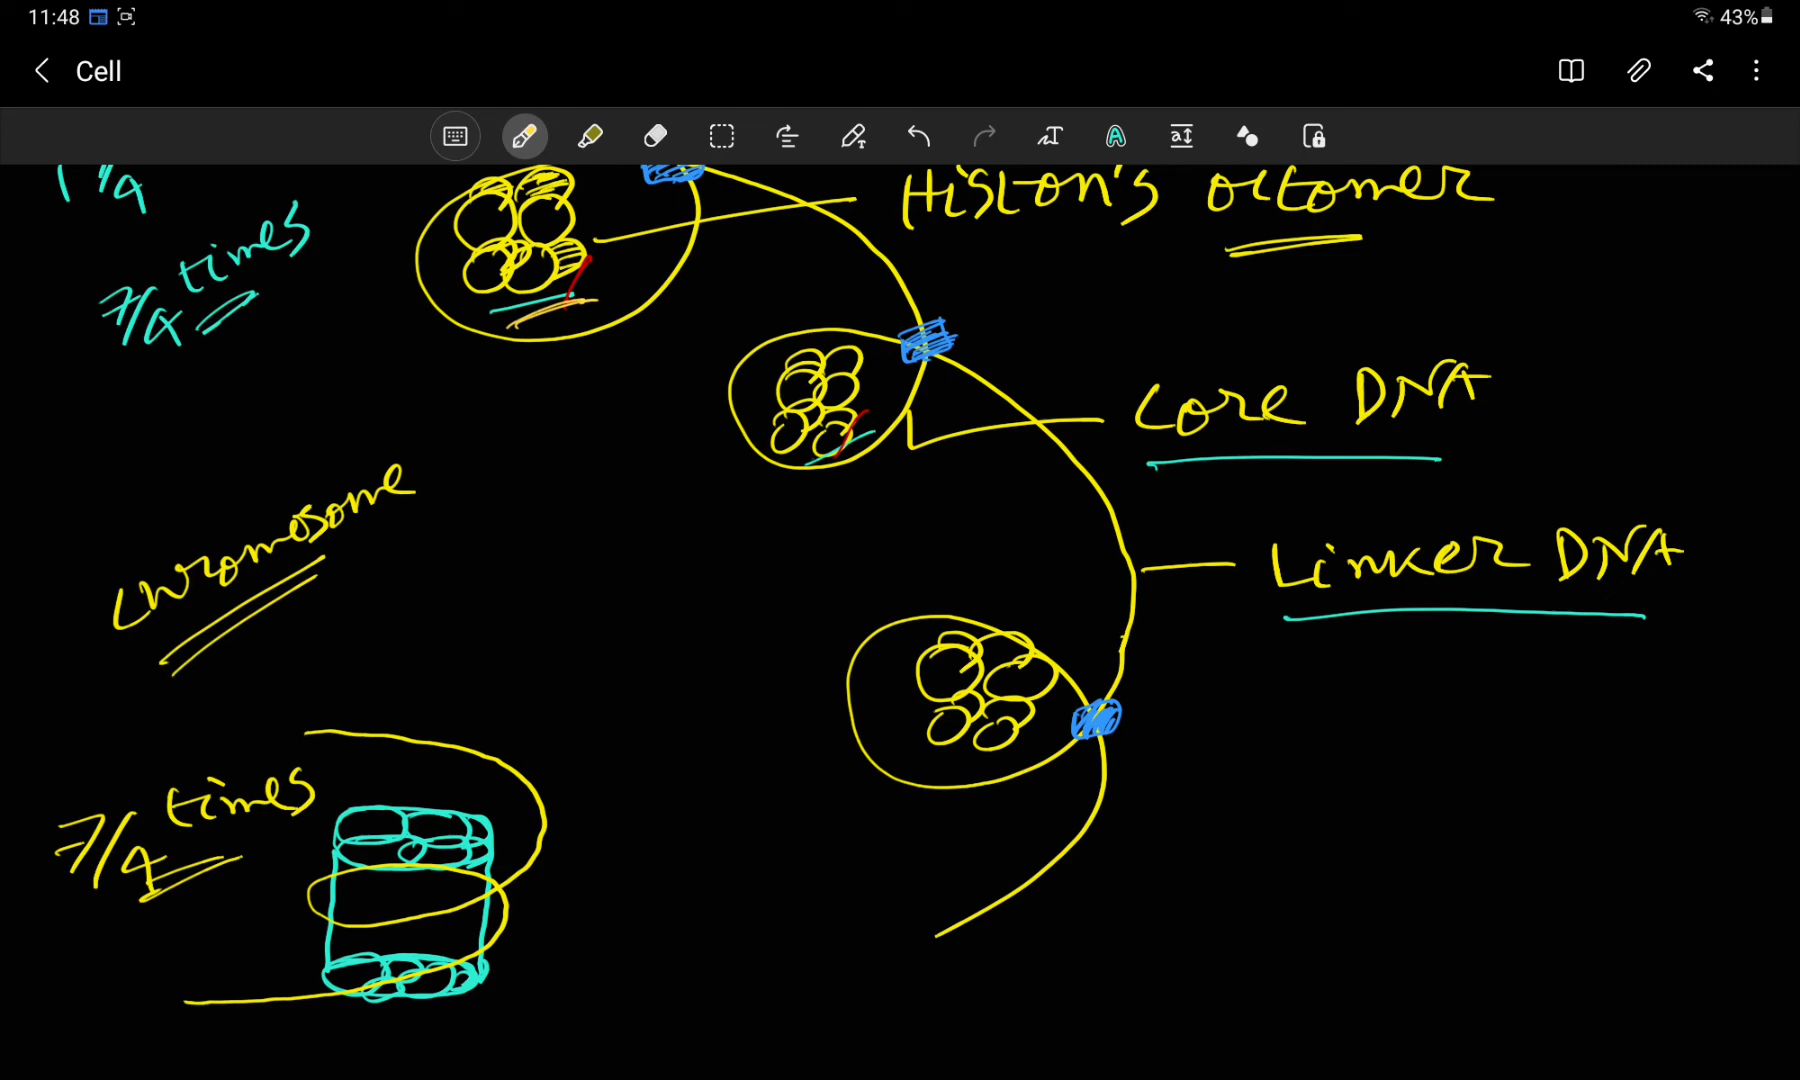 11:48 43%
Cell
1 3/4
Histon's octomer
7/4 times
Core DNA
Chromosome
Linker DNA
7/4 times